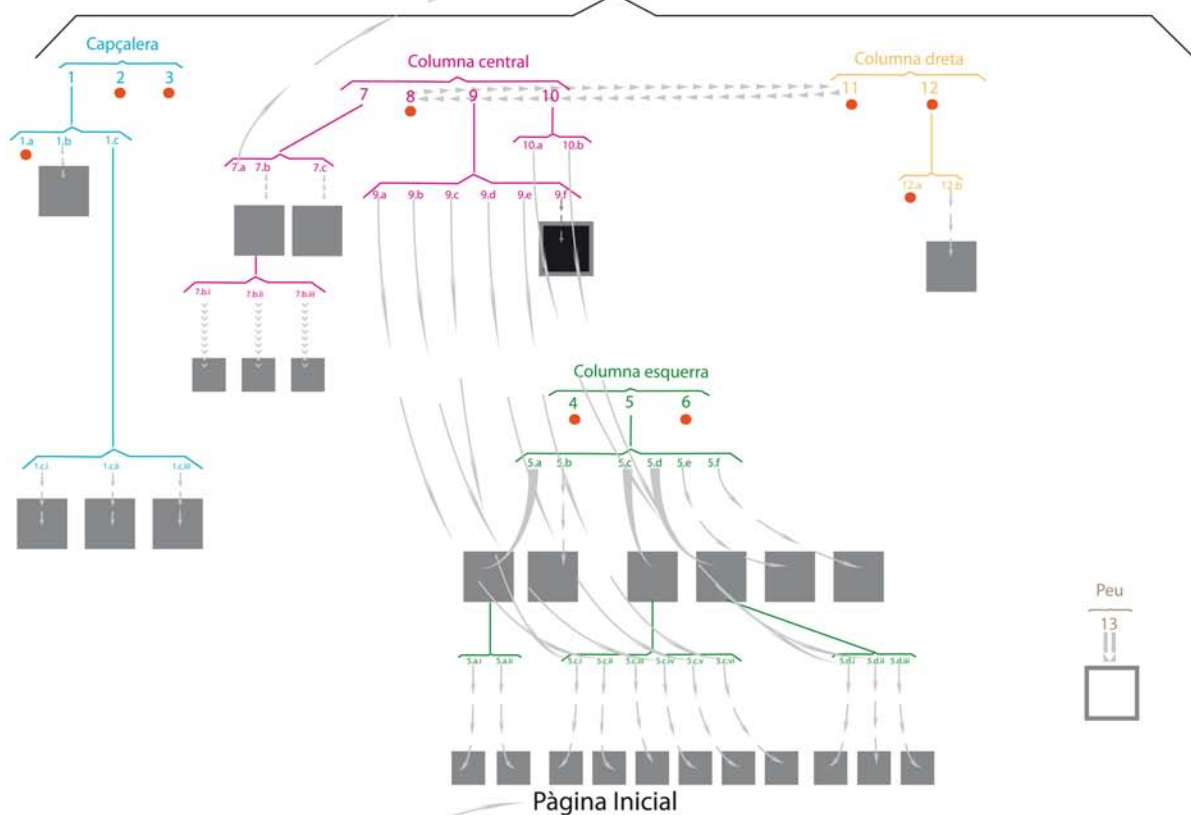 Capçalera
1 2 3
1.a 1.b 1.c
1.c.i 1.c.ii 1.c.iii
Columna central
7 8 9 10
7.a 7.b 7.c
10.a 10.b
9.a 9.b 9.c 9.d 9.e 9.f
7.b.i 7.b.ii 7.b.iii
Columna dreta
11 12
12.a 12.b
Columna esquerra
4 5 6
5.a 5.b 5.c 5.d 5.e 5.f
5.a.i 5.a.ii 5.c.i 5.c.ii 5.c.iii 5.c.iv 5.c.v 5.c.vi 5.d.i 5.d.ii 5.d.iii
Peu
13
Pàgina Inicial